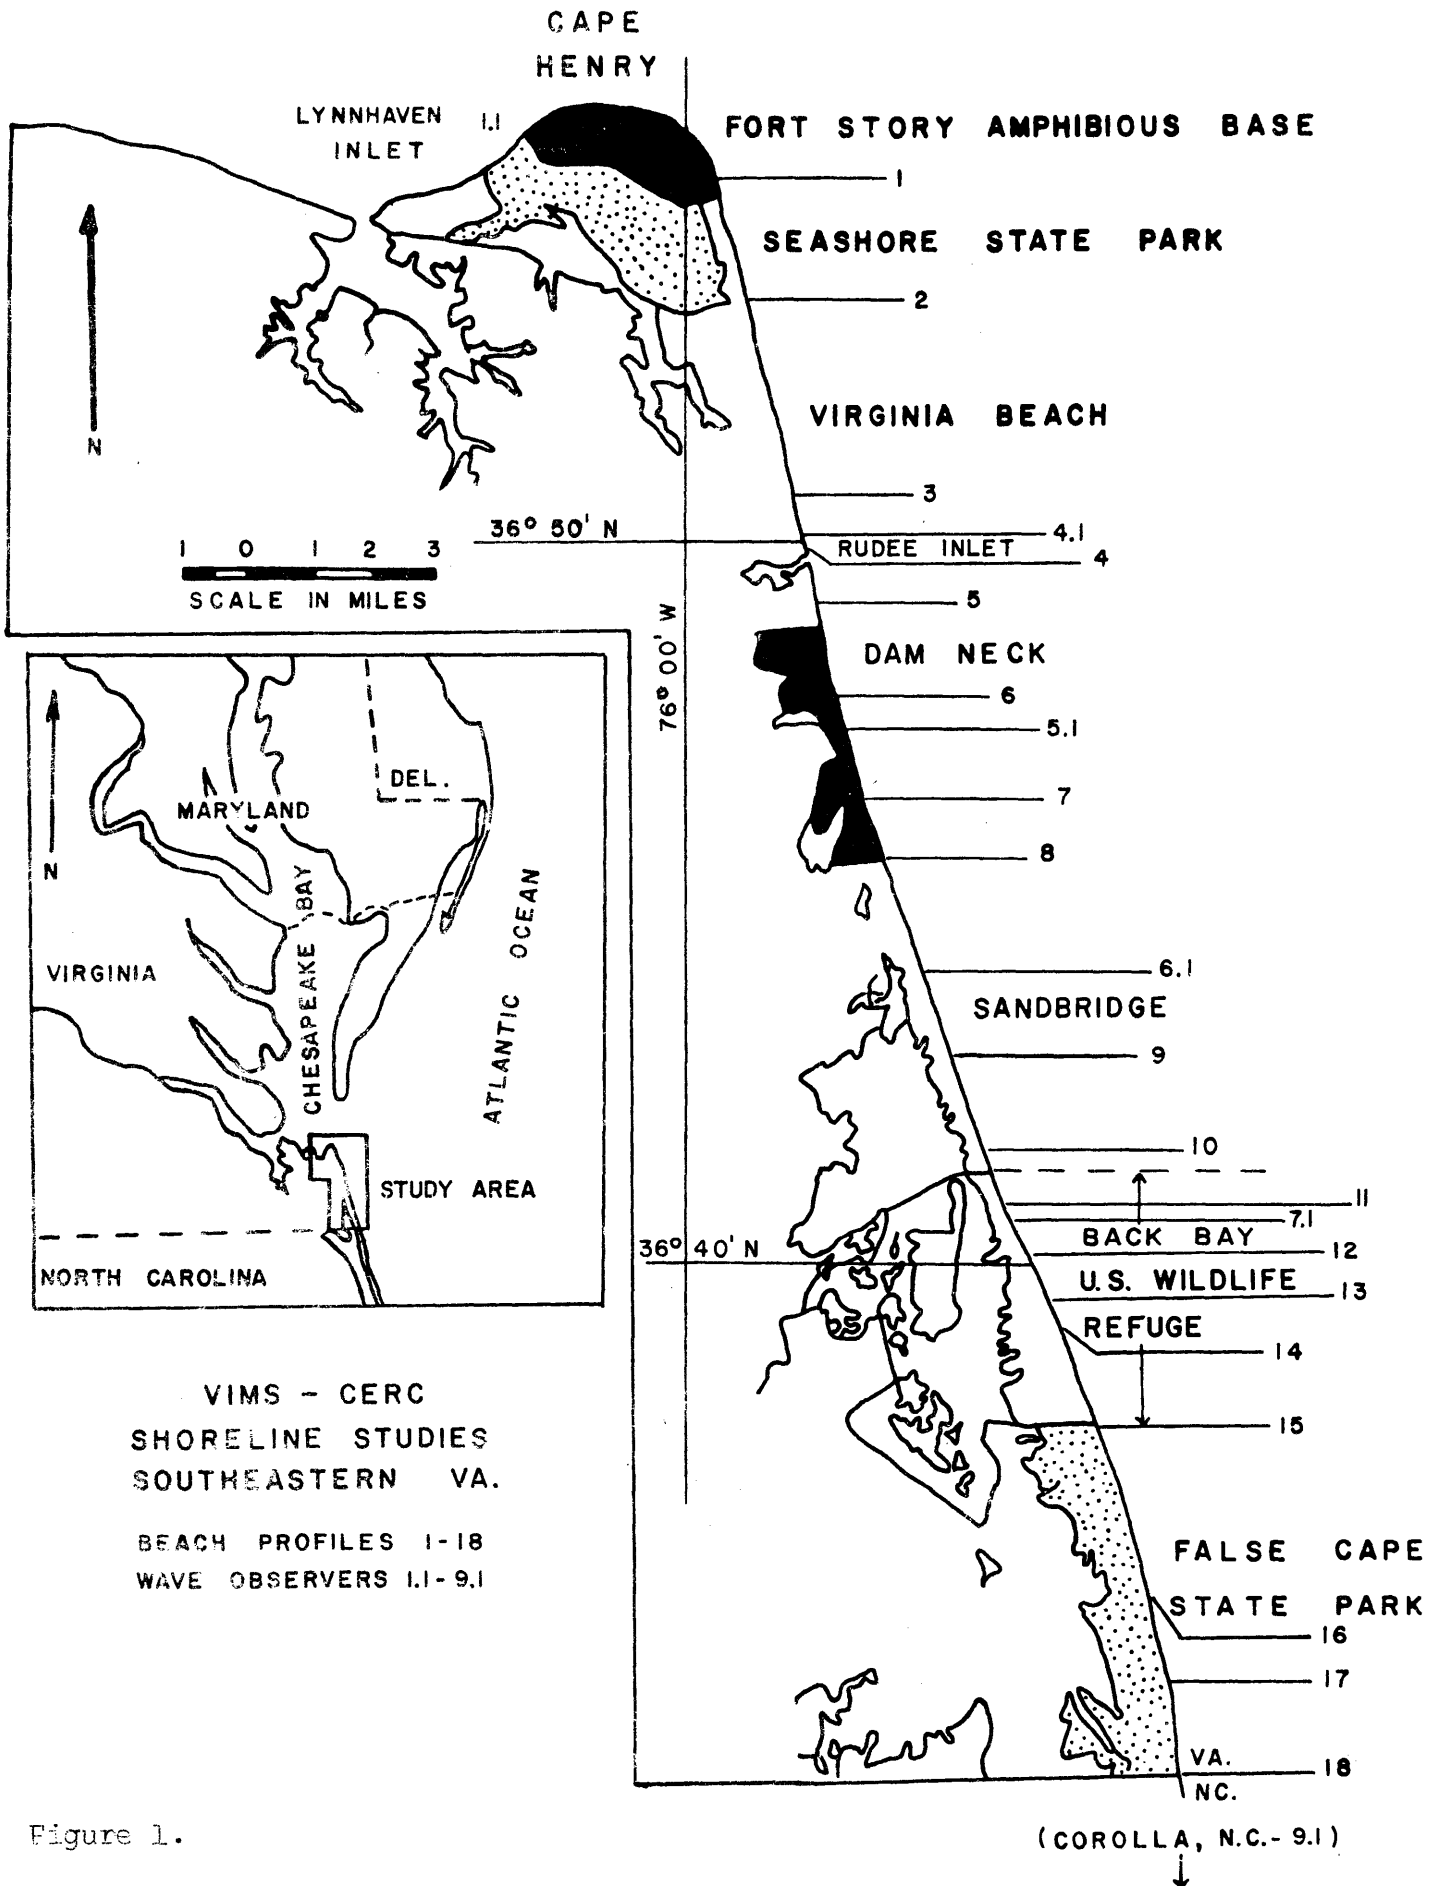 CAPE
HENRY
LYNNHAVEN
INLET
1.1
FORT STORY AMPHIBIOUS BASE
1
SEASHORE STATE PARK
2
VIRGINIA BEACH
N
3
36° 50' N
4.1
RUDEE INLET
4
1 0 1 2 3
SCALE IN MILES
5
76° 00' W
DAM NECK
6
5.1
7
8
DEL.
MARYLAND
N
CHESAPEAKE BAY
ATLANTIC OCEAN
VIRGINIA
STUDY AREA
NORTH CAROLINA
6.1
SANDBRIDGE
9
10
11
7.1
BACK BAY
36° 40' N
12
U.S. WILDLIFE
13
REFUGE
14
15
VIMS - CERC
SHORELINE STUDIES
SOUTHEASTERN VA.
BEACH PROFILES 1-18
WAVE OBSERVERS 1.1-9.1
FALSE CAPE
STATE PARK
16
17
VA.
18
NC.
Figure 1.
(COROLLA, N.C.- 9.1)